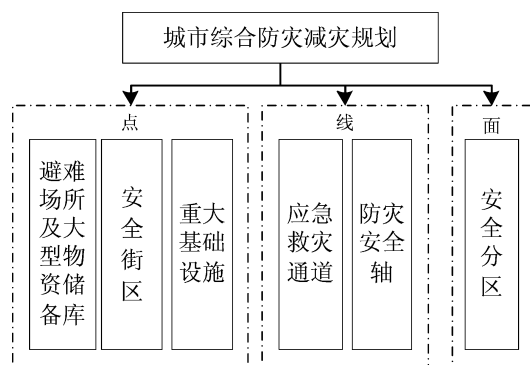 城市综合防灾减灾规划
点
线
面
避难
场所
及大
型物
资储
备库
安
全
街
区
重大
基础
设施
应急
救灾
通道
防灾
安全
轴
安
全
分
区